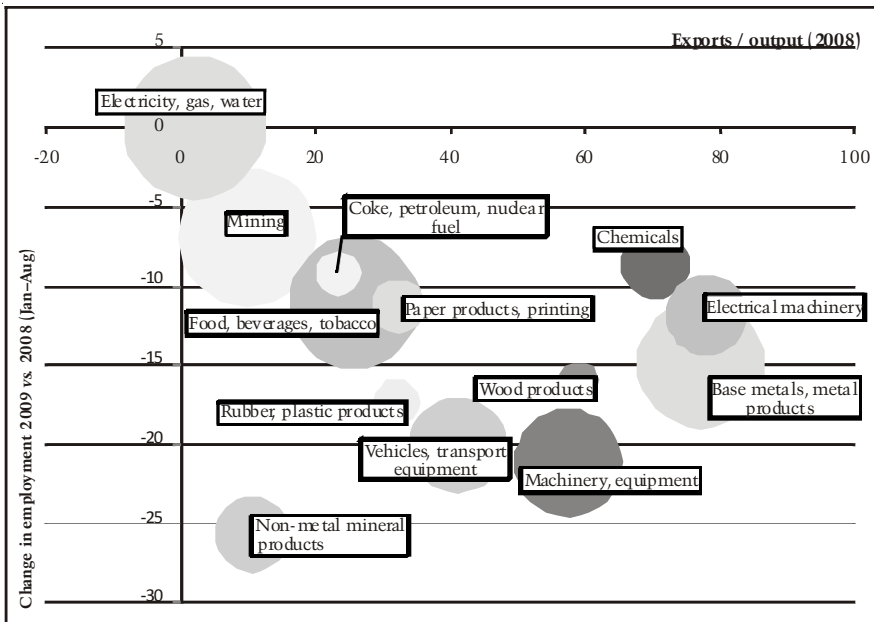 5
Exports / output (2008)
Electricity, gas, water
0
-20
0
20
40
60
80
100
-5
Mining
Coke, petroleum, nuclear
fuel
Chemicals
-10
Food, beverages, tobacco
Paper products, printing
Electrical machinery
-15
Rubber, plastic products
Wood products
Base metals, metal
products
-20
Vehicles, transport
equipment
Machinery, equipment
-25
Non-metal mineral
products
-30
Change in employment 2009 vs. 2008 (Jan–Aug)